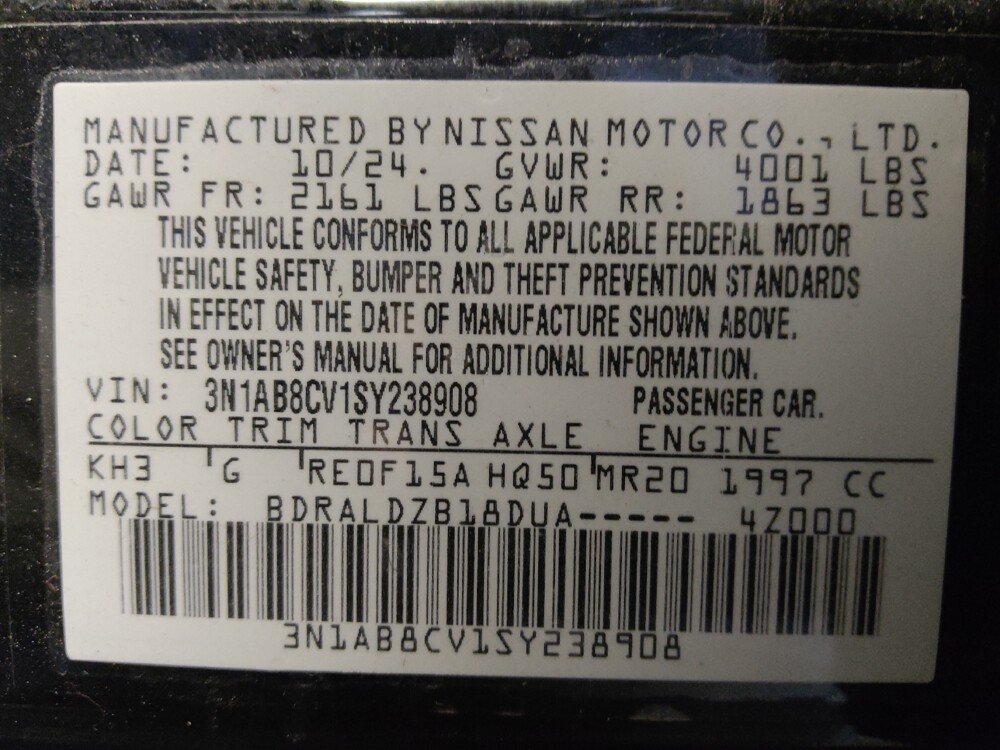 MANUFACTURED BY NISSAN MOTOR CO., LTD.
DATE: 10/24. GVWR: 4001 LBS
GAWR FR: 2161 LBS GAWR RR: 1863 LBS
THIS VEHICLE CONFORMS TO ALL APPLICABLE FEDERAL MOTOR
VEHICLE SAFETY, BUMPER AND THEFT PREVENTION STANDARDS
IN EFFECT ON THE DATE OF MANUFACTURE SHOWN ABOVE.
SEE OWNER'S MANUAL FOR ADDITIONAL INFORMATION.
VIN: 3N1AB8CV1SY238908 PASSENGER CAR.
COLOR TRIM TRANS AXLE ENGINE
KH3 G RE0F15A HQ50 MR20 1997 CC
MODEL: BDRALDZB18DUA----- 4Z000
3N1AB8CV1SY238908